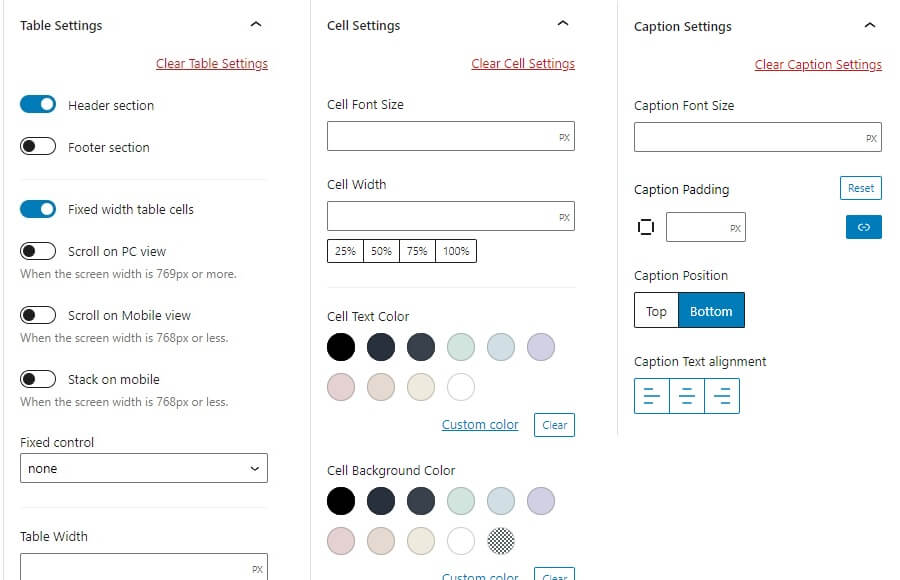 Table Settings
Clear Table Settings
Header section
Footer section
Fixed width table cells
Scroll on PC view
When the screen width is 769px or more.
Scroll on Mobile view
When the screen width is 768px or less.
Stack on mobile
When the screen width is 768px or less.
Fixed control
none
Table Width
PX
Cell Settings
Clear Cell Settings
Cell Font Size
PX
Cell Width
PX
25% 50% 75% 100%
Cell Text Color
Custom color Clear
Cell Background Color
Custom color Clear
Caption Settings
Clear Caption Settings
Caption Font Size
PX
Caption Padding Reset
PX
Caption Position
Top Bottom
Caption Text alignment